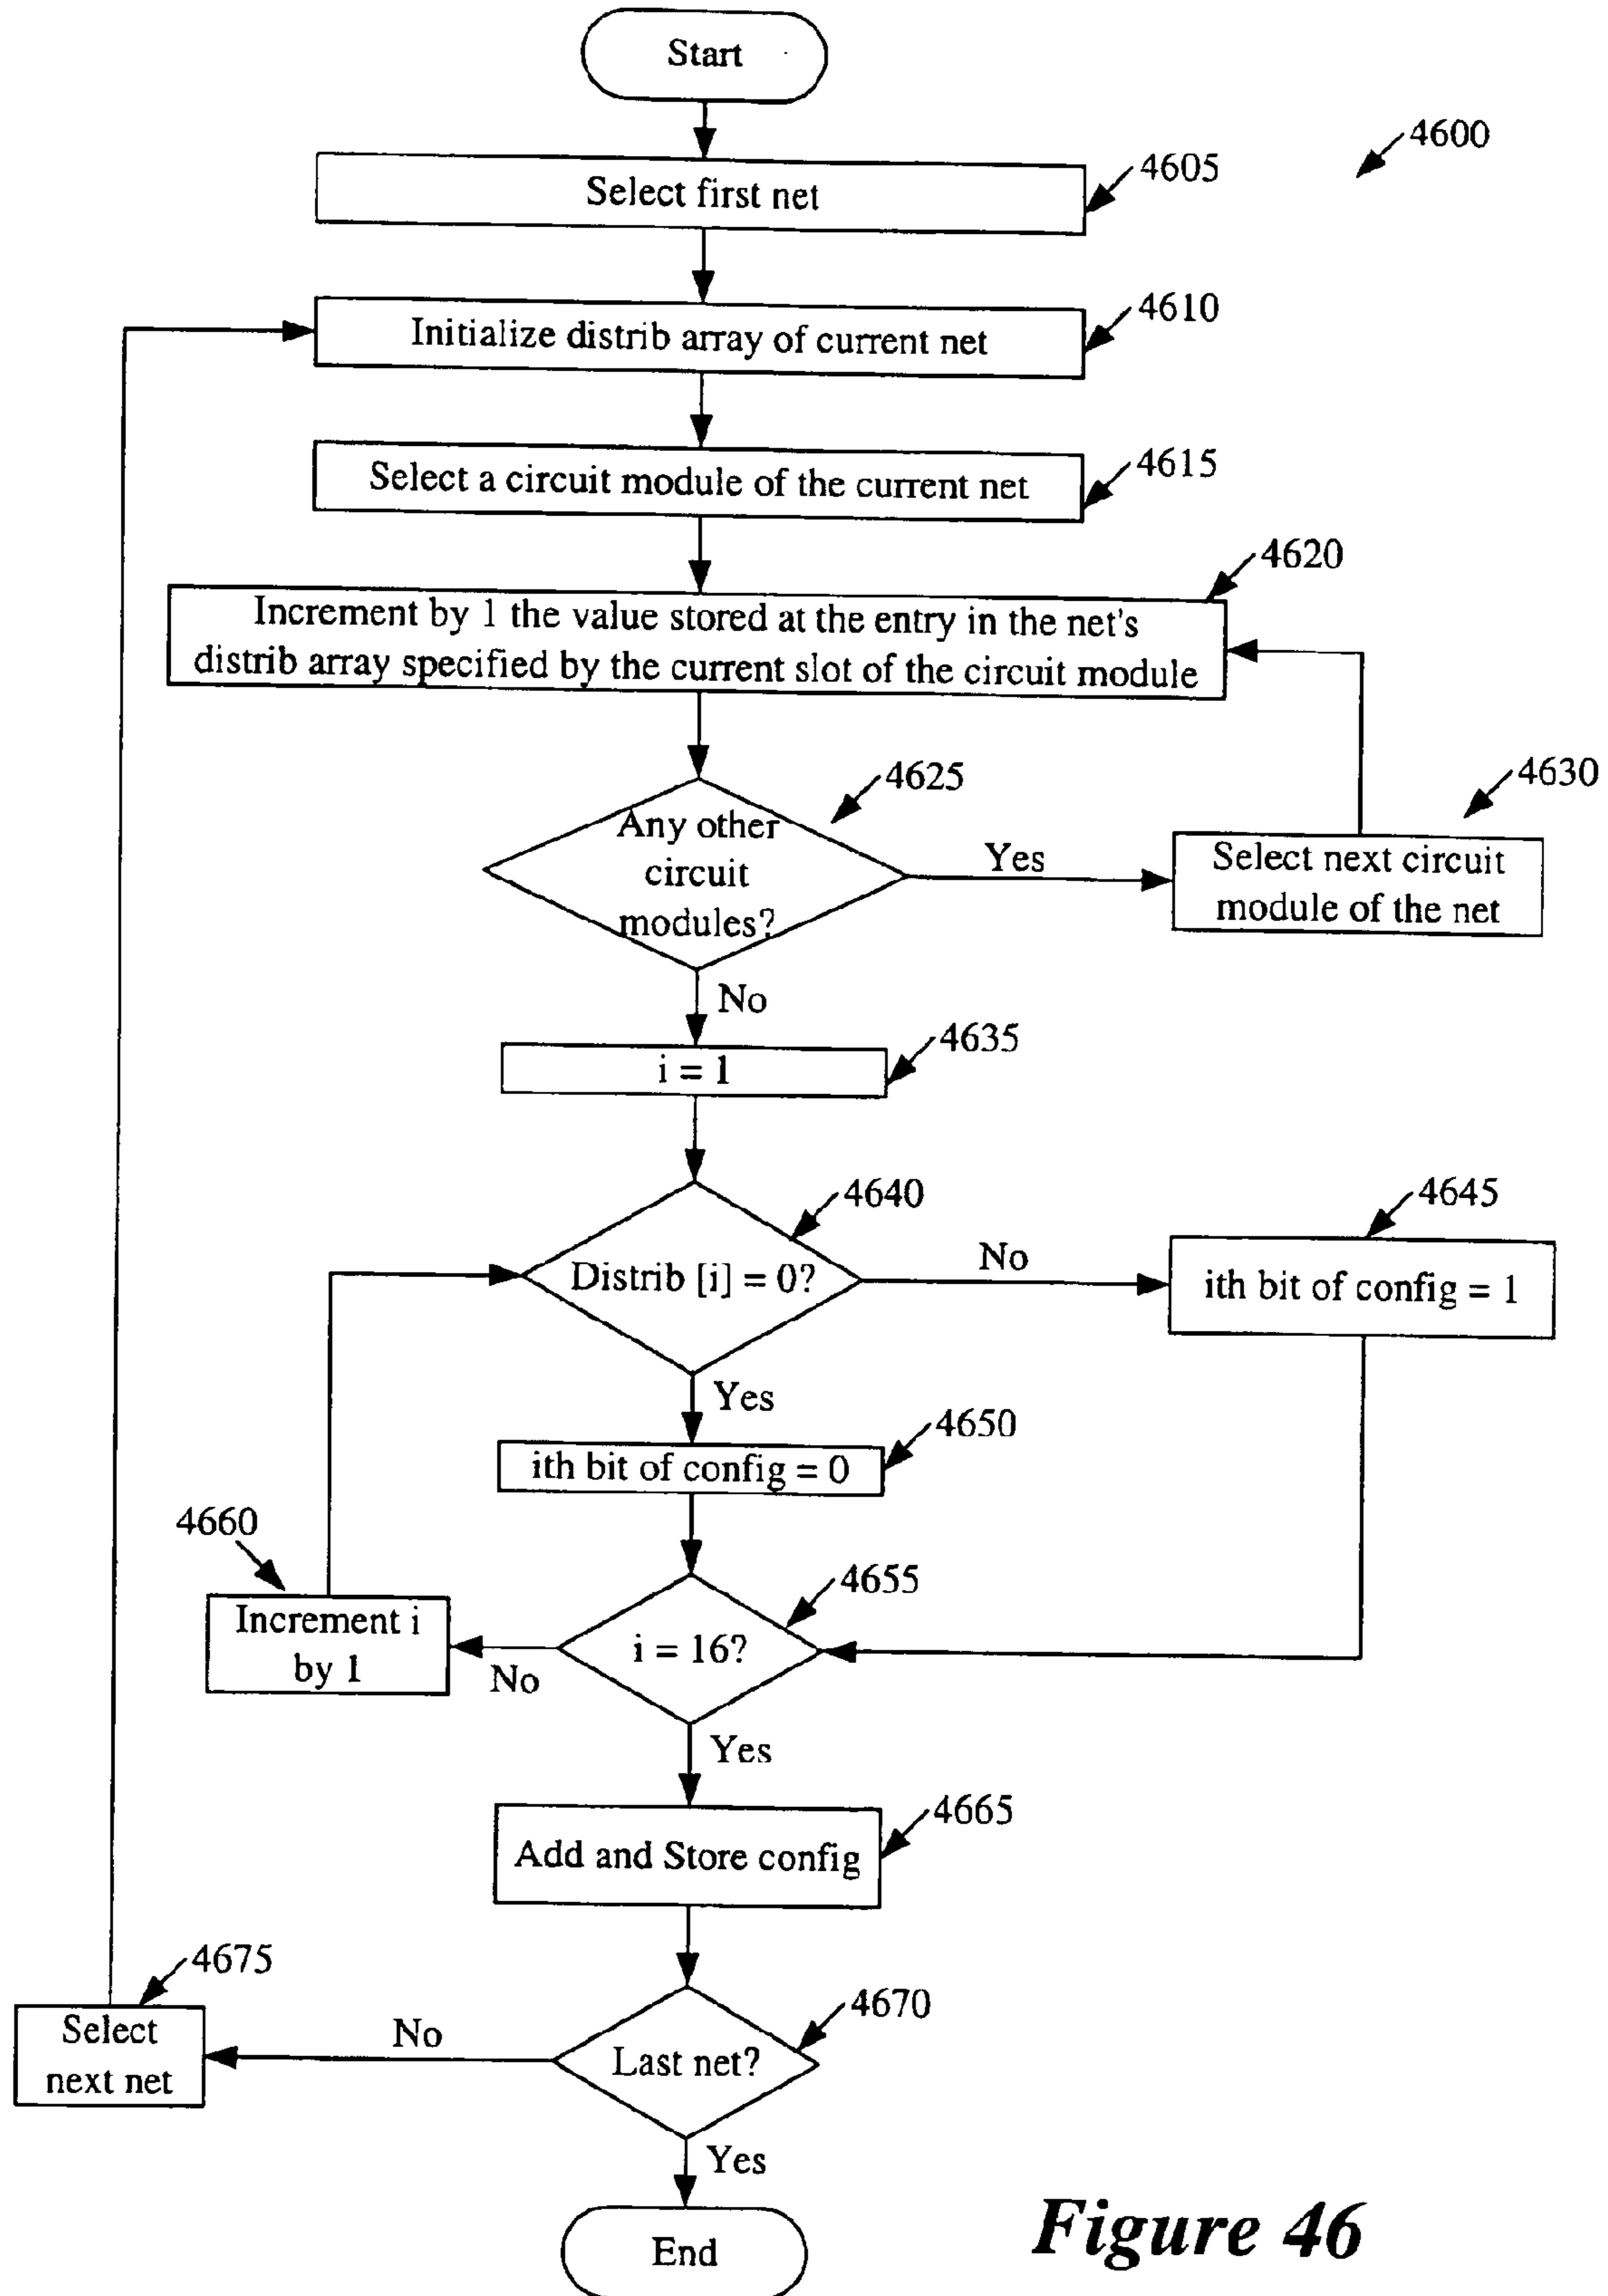 Start
4600
4605
Select first net
4610
Initialize distrib array of current net
4615
Select a circuit module of the current net
4620
Increment by 1 the value stored at the entry in the net's
distrib array specified by the current slot of the circuit module
4625
4630
Any other
circuit
modules?
Yes
Select next circuit
module of the net
No
4635
i = 1
4640
4645
Distrib [i] = 0?
No
ith bit of config = 1
Yes
4650
ith bit of config = 0
4660
4655
Increment i
by 1
No
i = 16?
Yes
4665
Add and Store config
4675
4670
Select
next net
No
Last net?
Yes
End
Figure 46